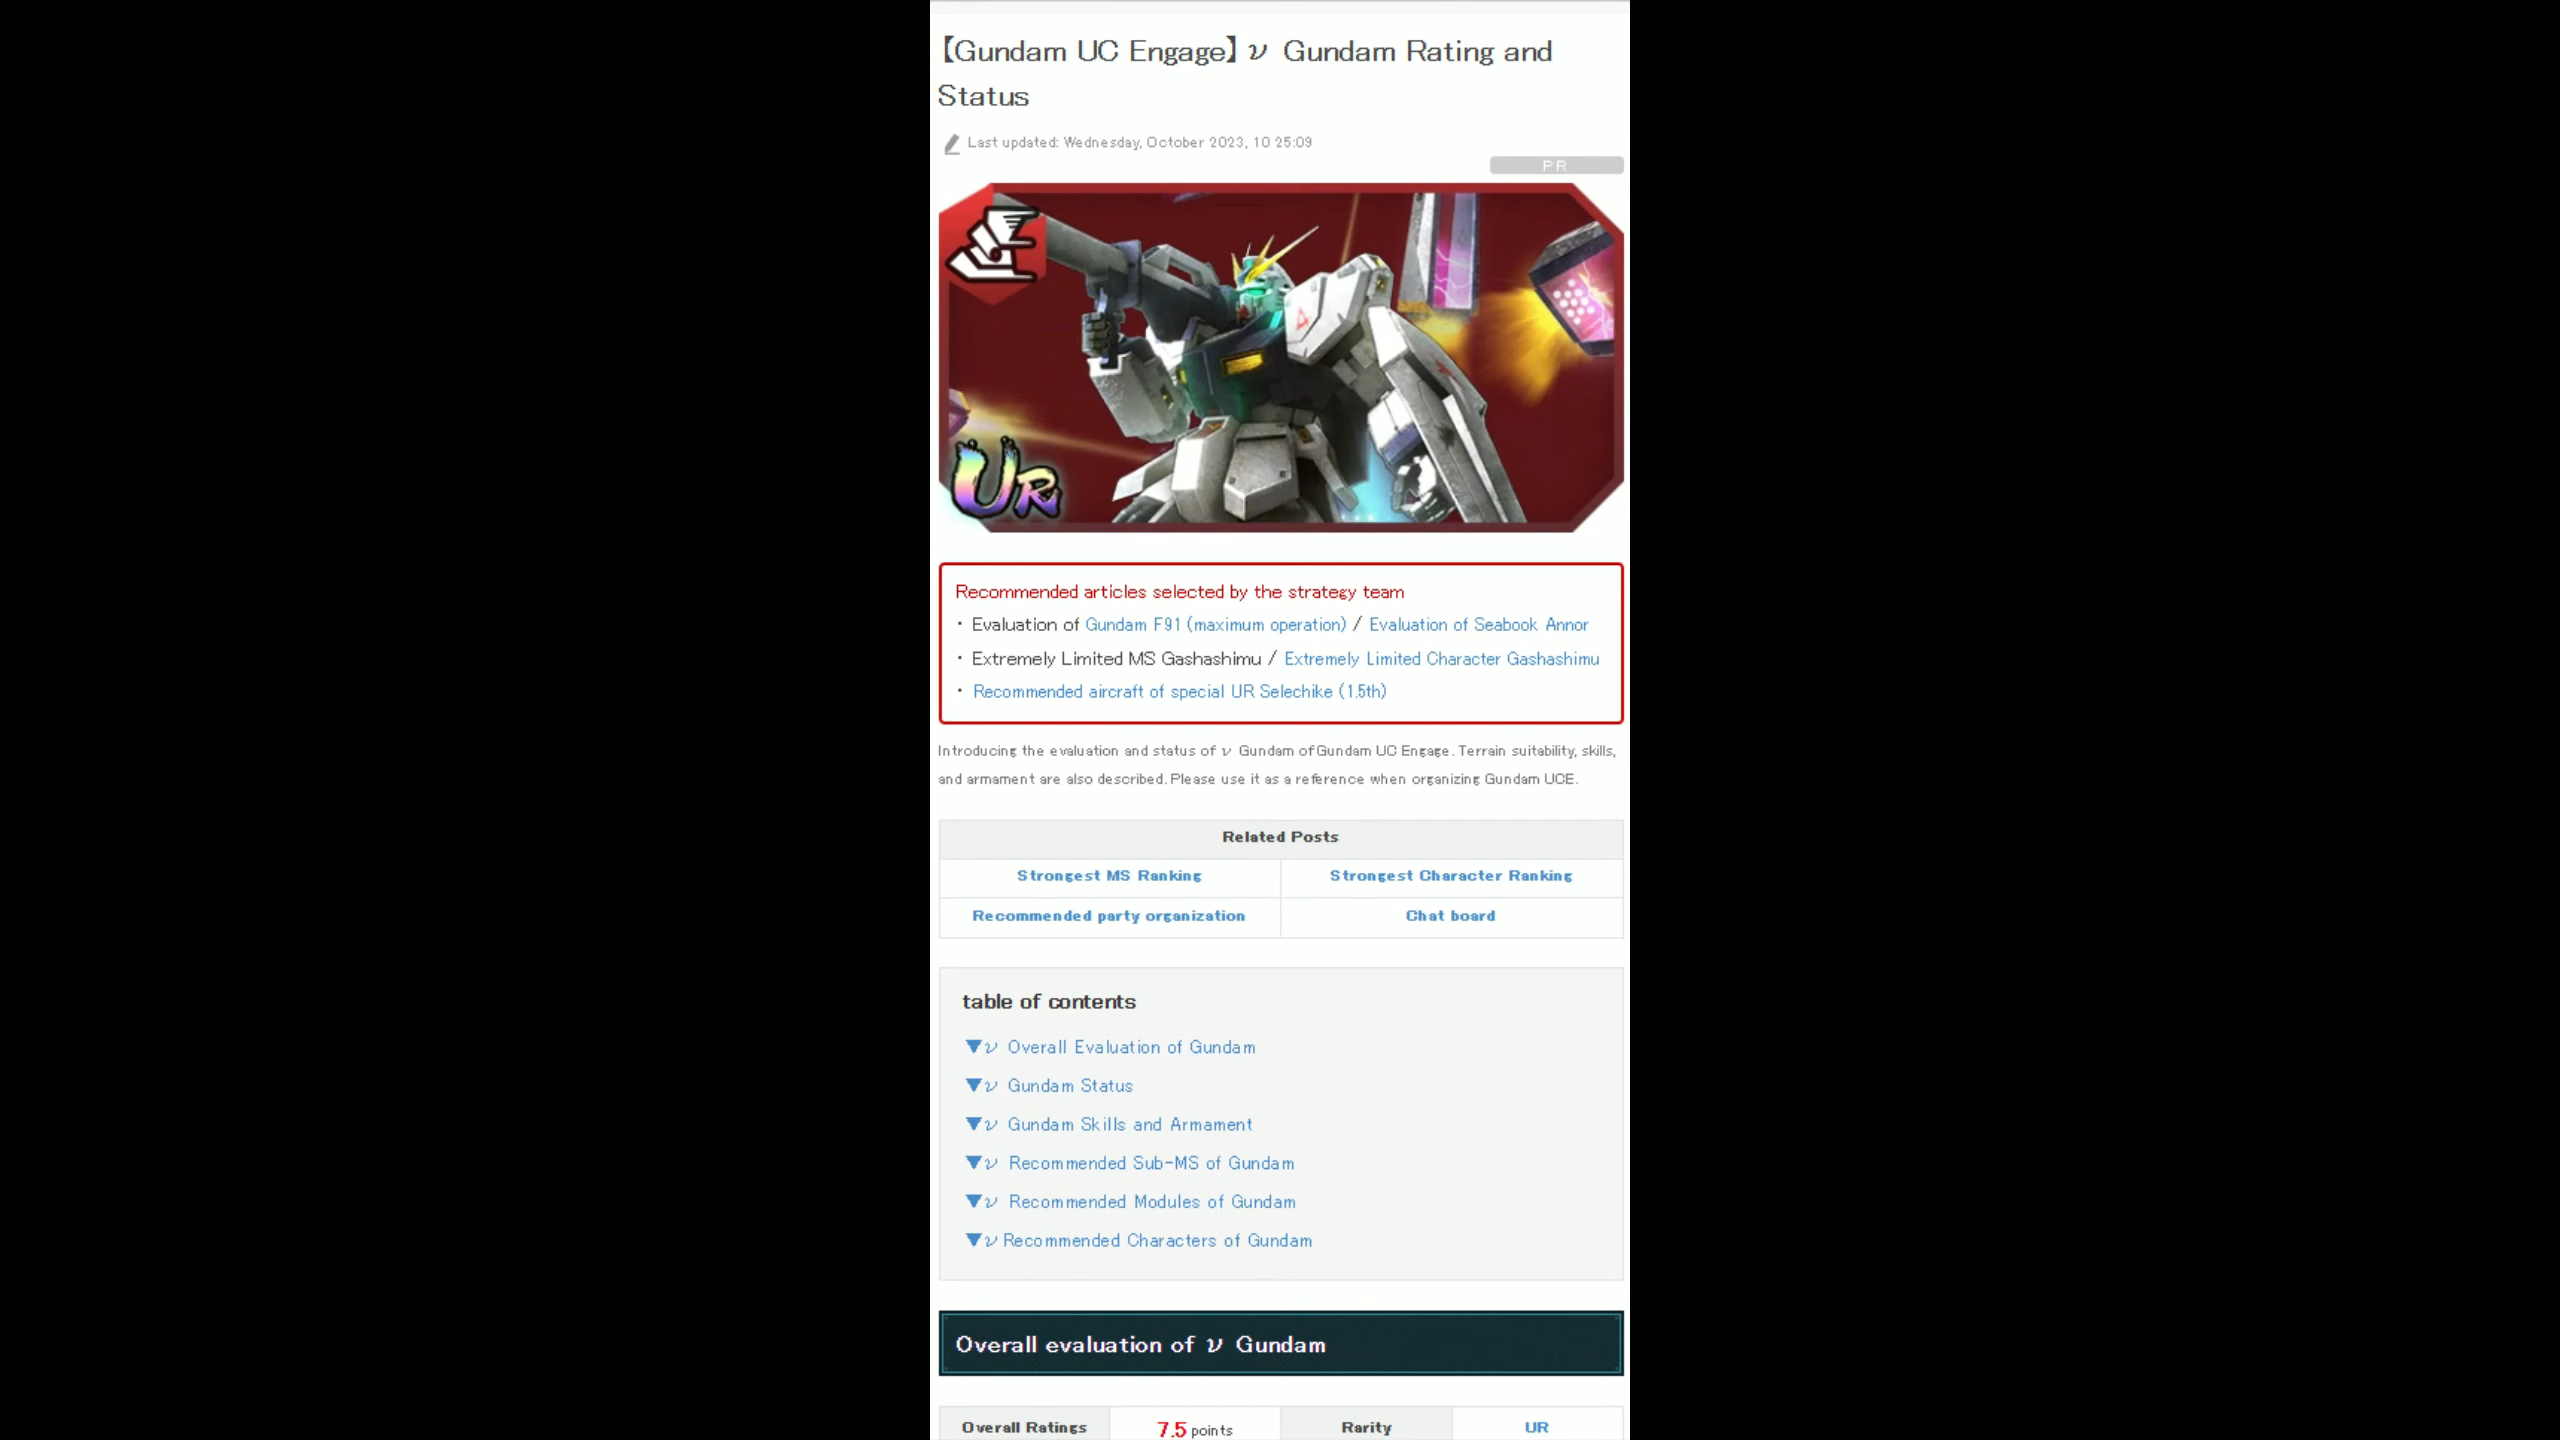 【Gundam UC Engage】ν Gundam Rating and
Status
Last updated: Wednesday, October 2023, 10 25:09
PR
UR
Recommended articles selected by the strategy team
・Evaluation of Gundam F91 (maximum operation) / Evaluation of Seabook Annor
・Extremely Limited MS Gashashimu / Extremely Limited Character Gashashimu
・Recommended aircraft of special UR Selechike (1.5th)
Introducing the evaluation and status of ν Gundam of Gundam UC Engage. Terrain suitability, skills,
and armament are also described. Please use it as a reference when organizing Gundam UCE.
Related Posts
Strongest MS Ranking Strongest Character Ranking
Recommended party organization Chat board
table of contents
▼ν Overall Evaluation of Gundam
▼ν Gundam Status
▼ν Gundam Skills and Armament
▼ν Recommended Sub-MS of Gundam
▼ν Recommended Modules of Gundam
▼ν Recommended Characters of Gundam
Overall evaluation of ν Gundam
Overall Ratings 7.5 points Rarity UR